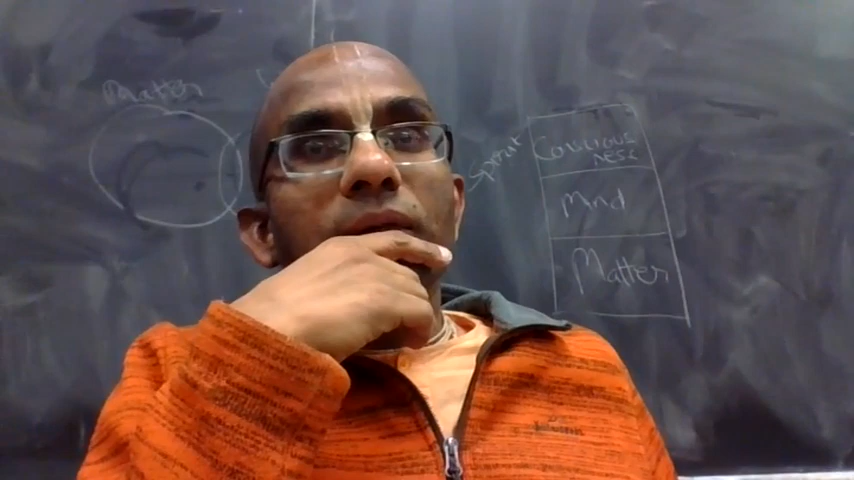 Matter
Spirit
Conscious
ness
Mind
Matter